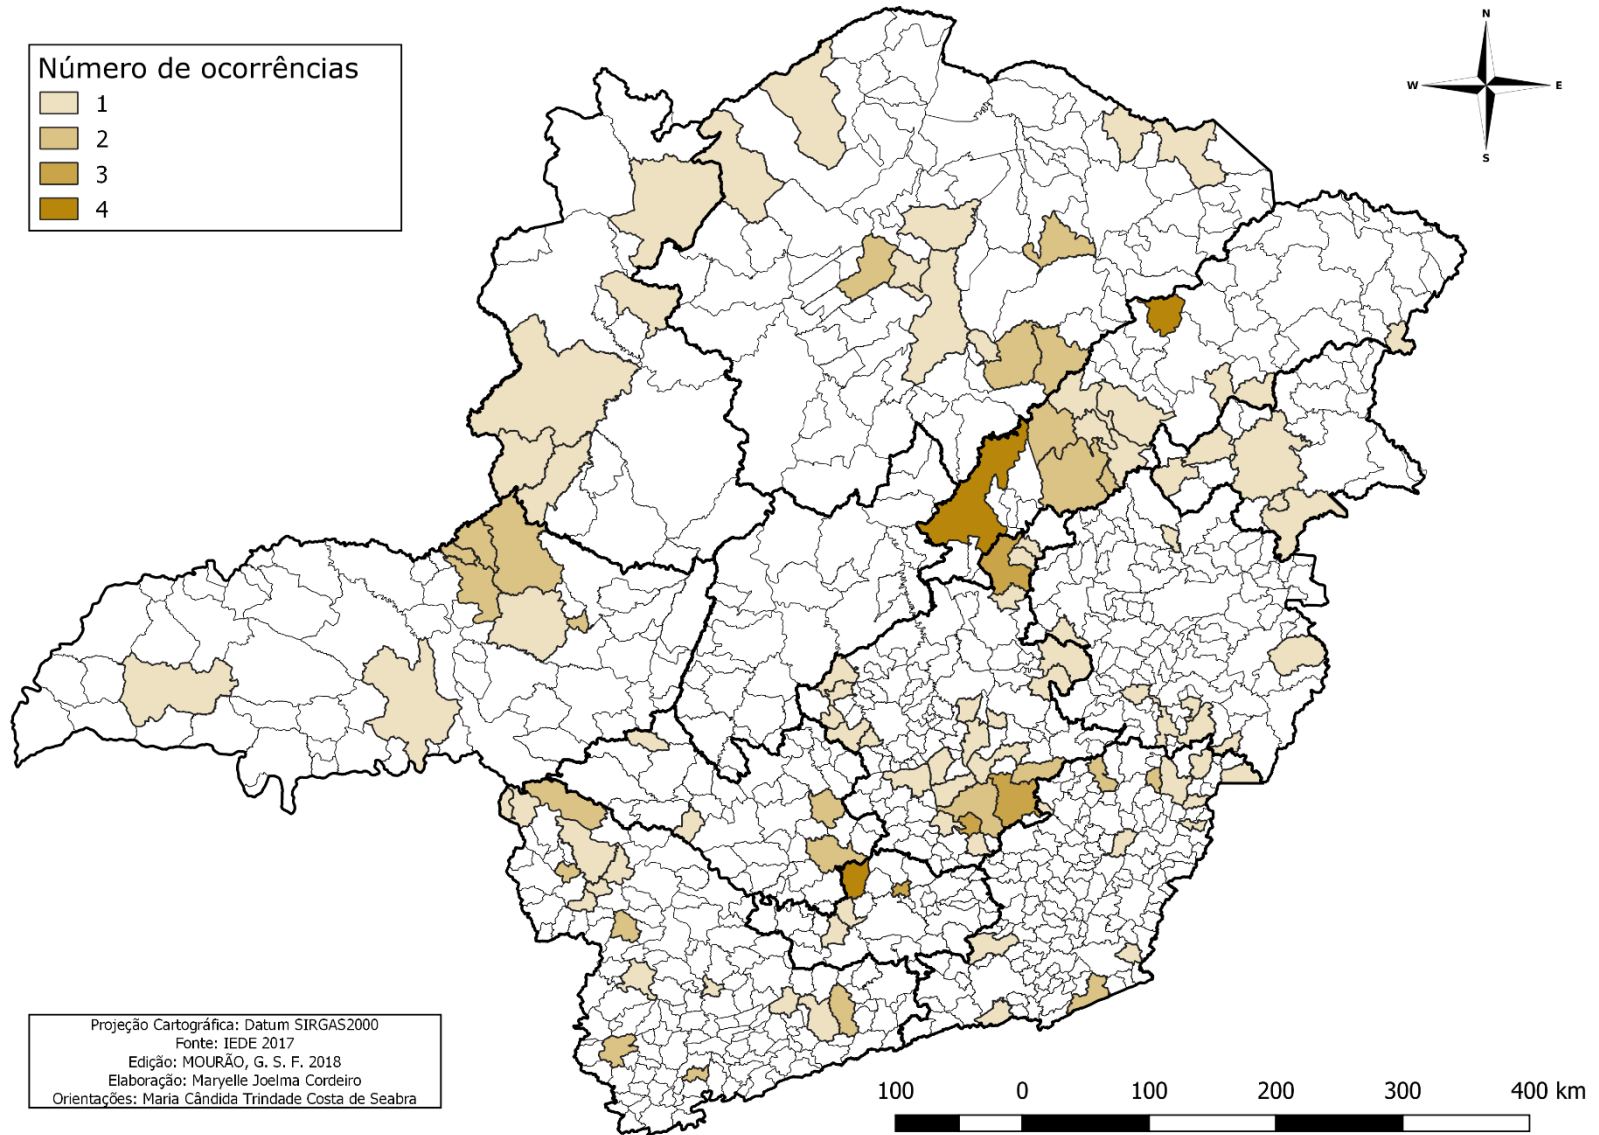 Número de ocorrências
1
2
3
4
N
W
E
S
Projeção Cartográfica: Datum SIRGAS2000
Fonte: IEDE 2017
Edição: MOURÃO, G. S. F. 2018
Elaboração: Maryelle Joelma Cordeiro
Orientações: Maria Cândida Trindade Costa de Seabra
100 0 100 200 300 400 km